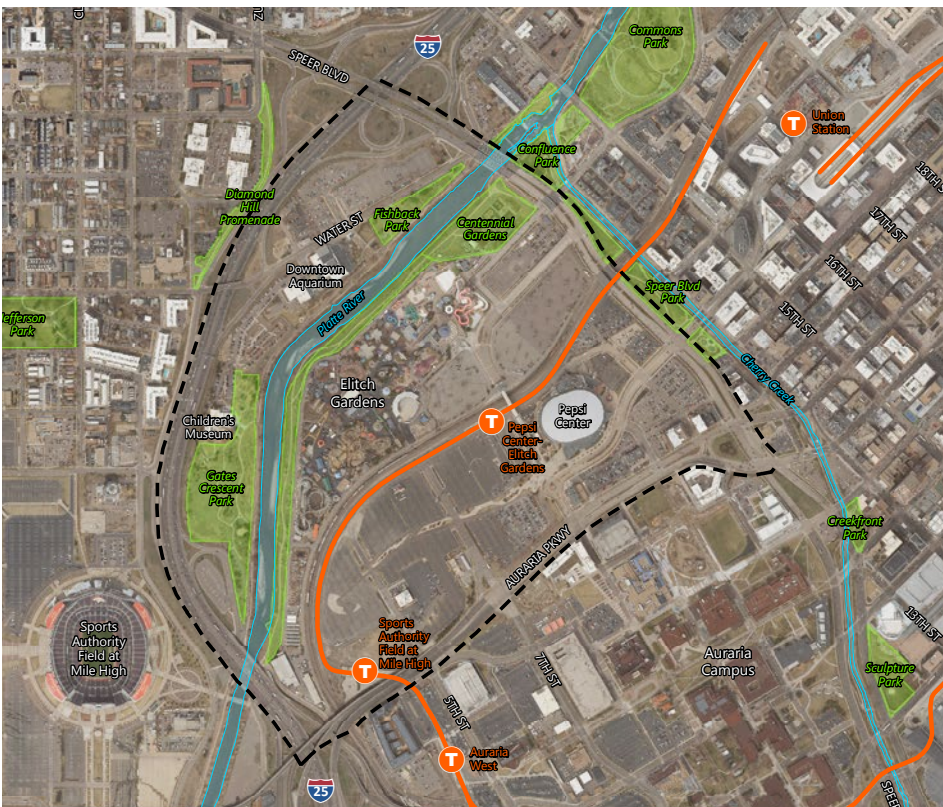 CL
ZU
SPEER BLVD
25
Commons
Park
T
Union
Station
18TH S
17TH ST
16TH ST
15TH ST
Confluence
Park
Diamond
Hill
Promenade
WATER ST
Fishback
Park
Centennial
Gardens
Downtown
Aquarium
Platte River
Speer Blvd
Park
Jefferson
Park
Cherry Creek
Elitch
Gardens
Pepsi
Center
T
Pepsi
Center-
Elitch
Gardens
Children's
Museum
Gates
Crescent
Park
Creekfront
Park
AURARIA PKWY
13TH ST
Sports
Authority
Field at
Mile High
Sports
Authority
Field at
Mile High
T
7TH ST
Auraria
Campus
Sculpture
Park
5TH ST
T
Auraria
West
25
SPEE